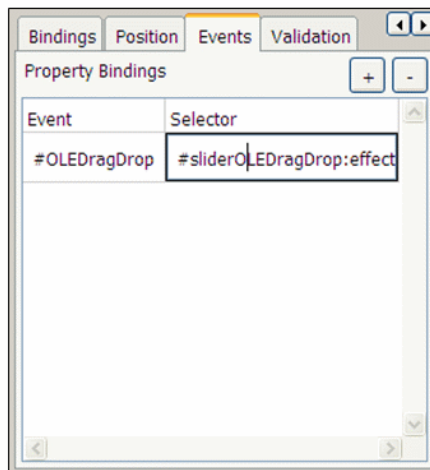 Bindings Position Events Validation
Property Bindings + -
Event Selector
#OLEDragDrop #sliderOLEDragDrop:effect